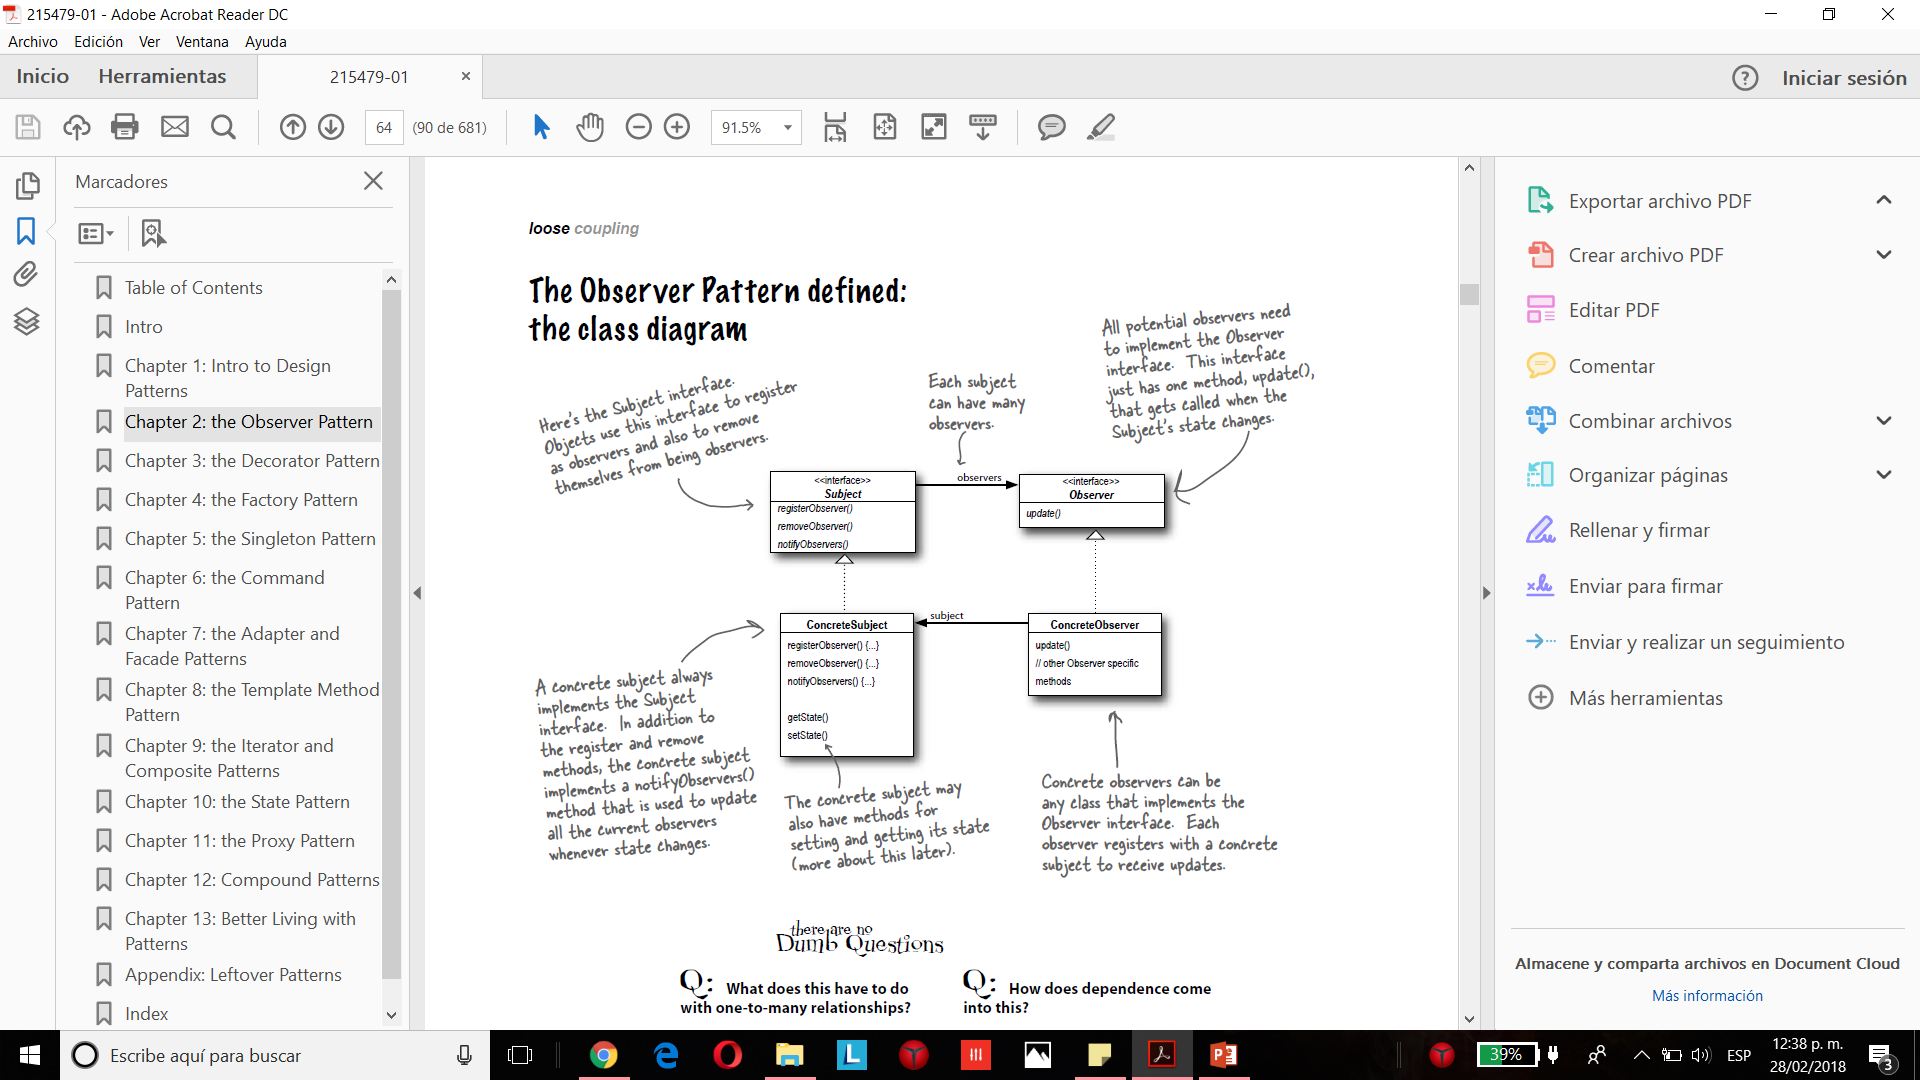 215479-01 - Adobe Acrobat Reader DC
Archivo Edición Ver Ventana Ayuda
Inicio Herramientas 215479-01 Iniciar sesión
64 (90 de 681) 91.5%
Marcadores
Table of Contents
Intro
Chapter 1: Intro to Design
Patterns
Chapter 2: the Observer Pattern
Chapter 3: the Decorator Pattern
Chapter 4: the Factory Pattern
Chapter 5: the Singleton Pattern
Chapter 6: the Command
Pattern
Chapter 7: the Adapter and
Facade Patterns
Chapter 8: the Template Method
Pattern
Chapter 9: the Iterator and
Composite Patterns
Chapter 10: the State Pattern
Chapter 11: the Proxy Pattern
Chapter 12: Compound Patterns
Chapter 13: Better Living with
Patterns
Appendix: Leftover Patterns
Index
loose coupling
The Observer Pattern defined:
the class diagram
Here's the Subject interface.
Objects use this interface to register
as observers and also to remove
themselves from being observers.
Each subject
can have many
observers.
All potential observers need
to implement the Observer
interface. This interface
just has one method, update(),
that gets called when the
Subject's state changes.
<<interface>>
Subject
registerObserver()
removeObserver()
notifyObservers()
observers
<<interface>>
Observer
update()
ConcreteSubject
registerObserver() {...}
removeObserver() {...}
notifyObservers() {...}
getState()
setState()
subject
ConcreteObserver
update()
// other Observer specific
methods
A concrete subject always
implements the Subject
interface. In addition to
the register and remove
methods, the concrete subject
implements a notifyObservers()
method that is used to update
all the current observers
whenever state changes.
The concrete subject may
also have methods for
setting and getting its state
(more about this later).
Concrete observers can be
any class that implements the
Observer interface. Each
observer registers with a concrete
subject to receive updates.
there are no
Dumb Questions
Q: What does this have to do
with one-to-many relationships?
Q: How does dependence come
into this?
Exportar archivo PDF
Crear archivo PDF
Editar PDF
Comentar
Combinar archivos
Organizar páginas
Rellenar y firmar
Enviar para firmar
Enviar y realizar un seguimiento
Más herramientas
Almacene y comparta archivos en Document Cloud
Más información
Escribe aquí para buscar
39%
ESP
12:38 p. m.
28/02/2018
3